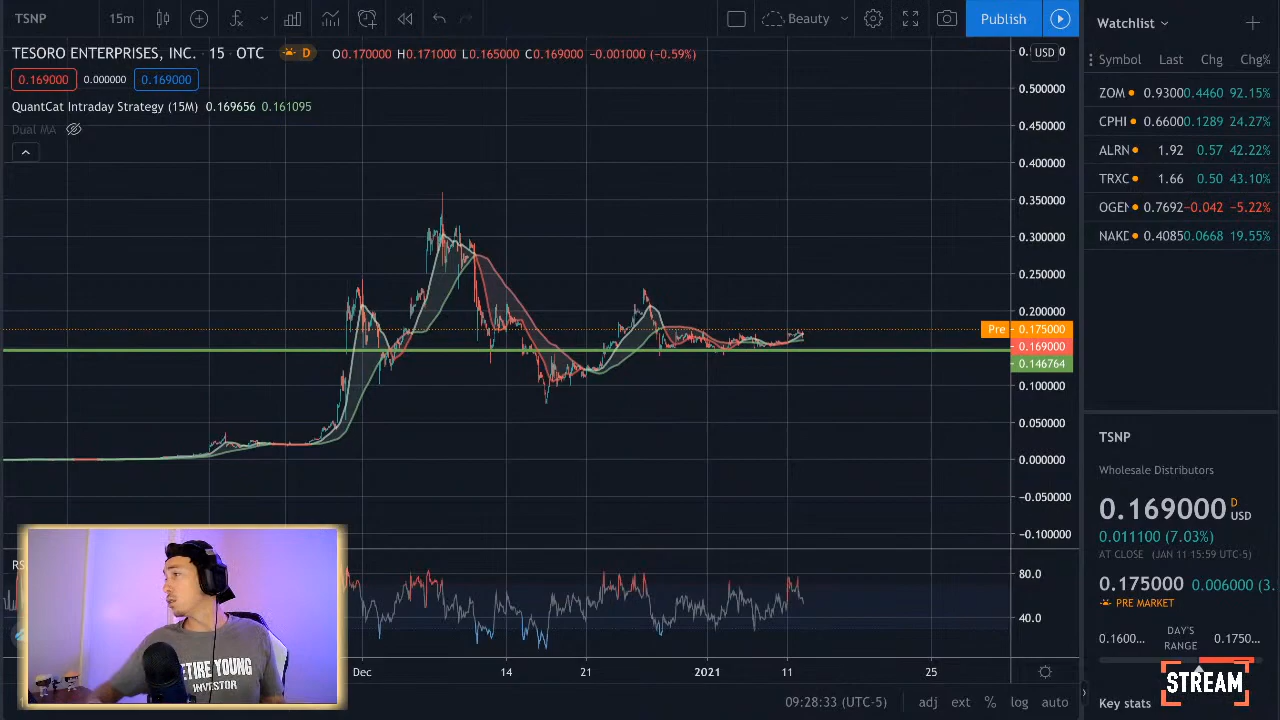 TSNP 15m Beauty Publish
TESORO ENTERPRISES, INC. · 15 · OTC D O0.170000 H0.171000 L0.165000 C0.169000 −0.001000 (−0.59%)
0.169000 0.000000 0.169000
QuantCat Intraday Strategy (15M) 0.169656 0.161095
Dual MA
USD
0.500000
0.450000
0.400000
0.350000
0.300000
0.250000
0.200000
Pre 0.175000
0.169000
0.146764
0.100000
0.050000
0.000000
−0.050000
−0.100000
80.0
40.0
Dec 14 21 2021 11 25
09:28:33 (UTC-5) adj ext % log auto
Watchlist
Symbol Last Chg Chg%
ZOM 0.9300 0.4460 92.15%
CPHI 0.6600 0.1289 24.27%
ALRN 1.92 0.57 42.22%
TRXC 1.66 0.50 43.10%
OGEN 0.7692 −0.042 −5.22%
NAKD 0.4085 0.0668 19.55%
TSNP
Wholesale Distributors
0.169000 D USD
0.011100 (7.03%)
AT CLOSE (JAN 11 15:59 UTC-5)
0.175000 0.006000 (3.
PRE MARKET
0.1600... DAY'S RANGE 0.1750...
Key stats
STREAM
RETIRE YOUNG
INVESTOR